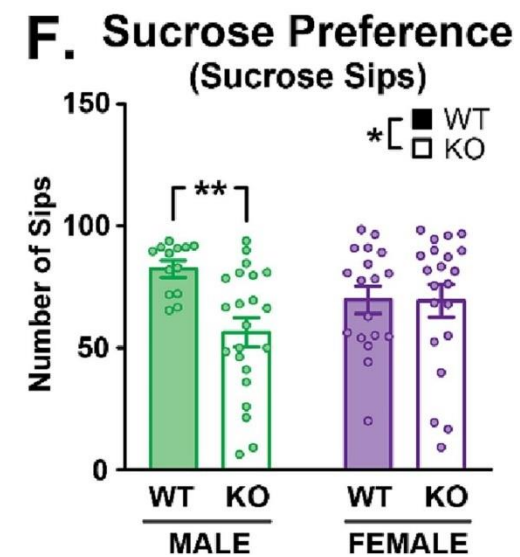 F. Sucrose Preference
(Sucrose Sips)
150
100
50
0
Number of Sips
**
* WT
KO
WT KO WT KO
MALE FEMALE